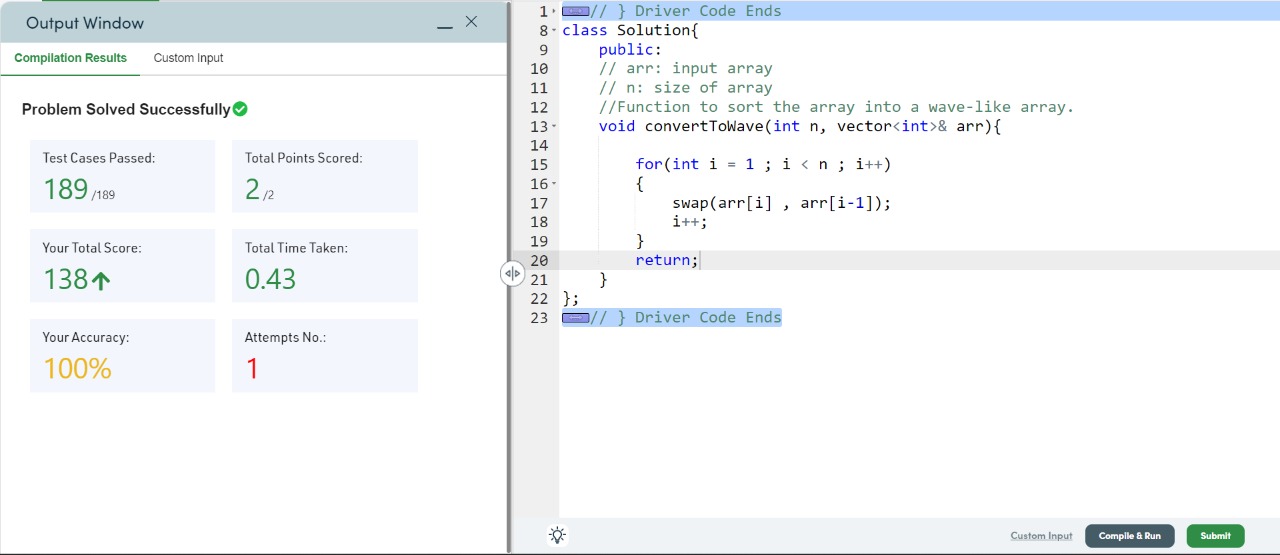 Output Window
Compilation Results
Custom Input
Problem Solved Successfully
Test Cases Passed:
189 /189
Total Points Scored:
2 /2
Your Total Score:
138
Total Time Taken:
0.43
Your Accuracy:
100%
Attempts No.:
1
1 // } Driver Code Ends
8 class Solution{
9 public:
10 // arr: input array
11 // n: size of array
12 //Function to sort the array into a wave-like array.
13 void convertToWave(int n, vector<int>& arr){
14
15 for(int i = 1 ; i < n ; i++)
16 {
17 swap(arr[i] , arr[i-1]);
18 i++;
19 }
20 return;
21 }
22 };
23 // } Driver Code Ends
Custom Input
Compile & Run
Submit